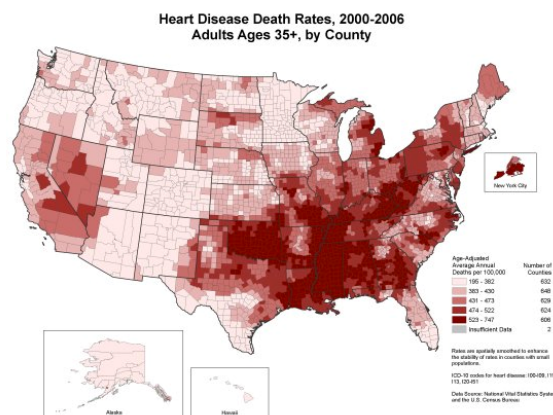 Heart Disease Death Rates, 2000-2006
Adults Ages 35+, by County
New York City
Age-Adjusted
Average Annual
Deaths per 100,000
Number of
Counties
195 - 382 632
383 - 430 646
431 - 473 628
474 - 522 624
523 - 747 606
Insufficient Data 2
Rates are spatially smoothed to enhance
the stability of rates in counties with small
populations.
ICD-10 codes for heart disease: I00-I09, I11
I13, I20-I51
Data Source: National Vital Statistics Syste
and the U.S. Census Bureau
Alaska
Hawaii